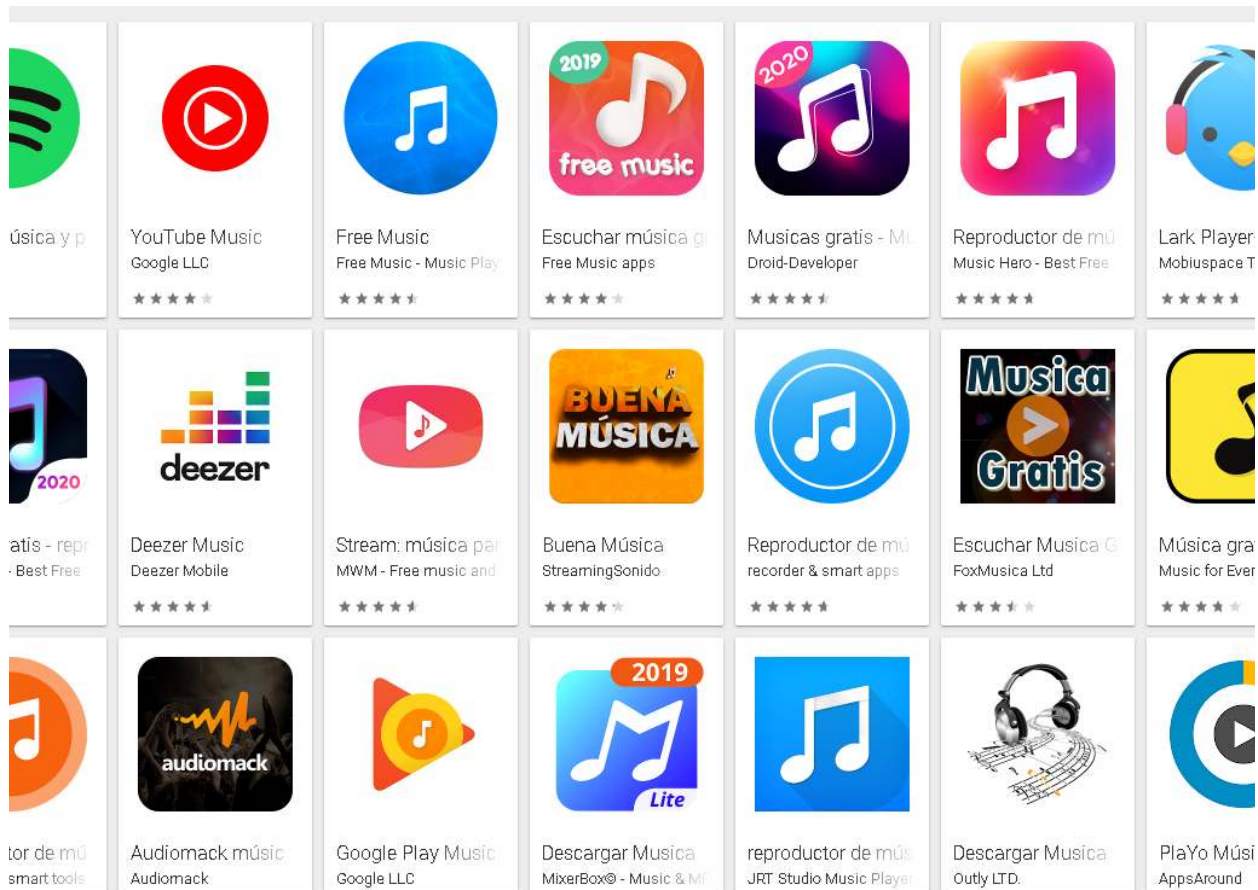 2019
free music
2020
úsica y p
YouTube Music
Google LLC
Free Music
Free Music - Music Play
Escuchar música g
Free Music apps
Musicas gratis - Mu
Droid-Developer
Reproductor de mú
Music Hero - Best Free
Lark Player
Mobiuspace T
2020
deezer
BUENA
MÚSICA
Musica
Gratis
atis - repr
- Best Free
Deezer Music
Deezer Mobile
Stream: música par
MWM - Free music and
Buena Música
StreamingSonido
Reproductor de mú
recorder & smart apps
Escuchar Musica G
FoxMusica Ltd
Música gra
Music for Ever
audiomack
2019
Lite
tor de mú
smart tools
Audiomack músic
Audiomack
Google Play Music
Google LLC
Descargar Musica
MixerBox© - Music & M
reproductor de mús
JRT Studio Music Player
Descargar Musica
Outly LTD.
PlaYo Músi
AppsAround